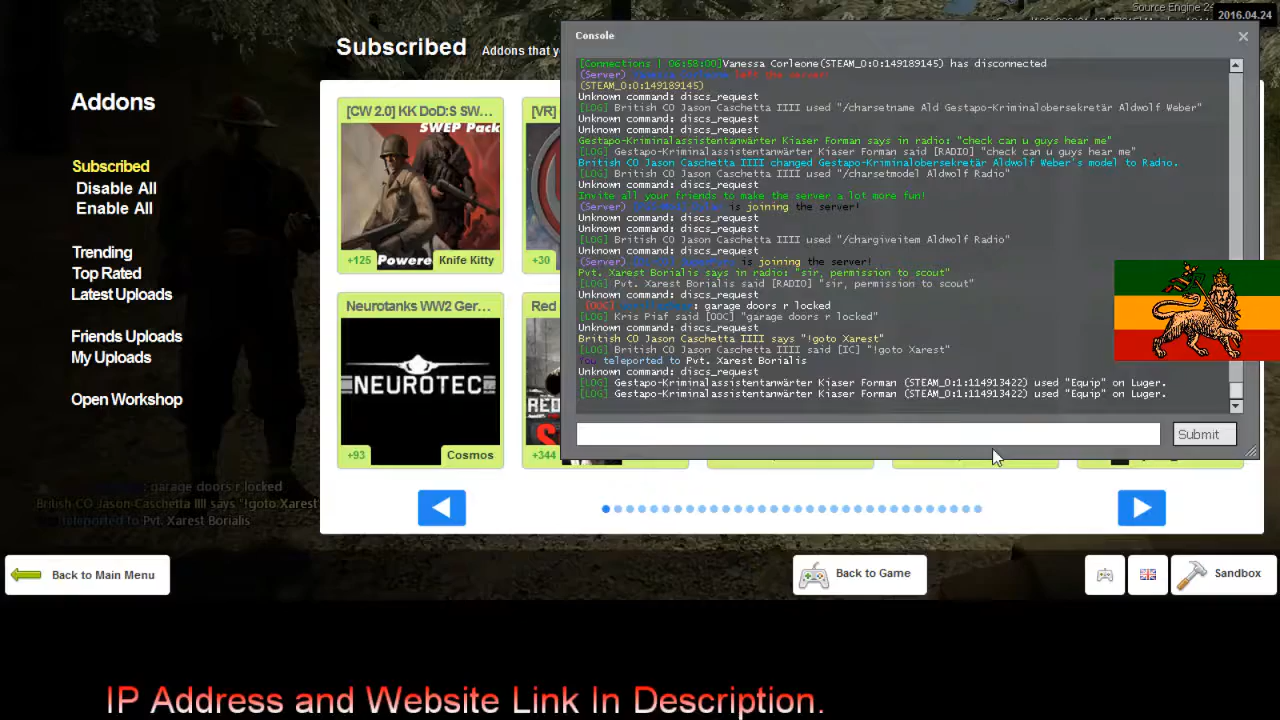 Source Engine 24
2016.04.24
Subscribed
Addons that y
Console
[Connections | 06:58:00]Vanessa Corleone(STEAM_0:0:149189145) has disconnected
(Server) Vanessa Corleone left the server!
(STEAM_0:0:149189145)
Unknown command: discs_request
[LOG] British CO Jason Caschetta IIII used "/charsetname Ald Gestapo-Kriminalobersekretär Aldwolf Weber"
Unknown command: discs_request
Unknown command: discs_request
Gestapo-Kriminalassistentanwärter Kiaser Forman says in radio: "check can u guys hear me"
[LOG] Gestapo-Kriminalassistentanwärter Kiaser Forman said [RADIO] "check can u guys hear me"
British CO Jason Caschetta IIII changed Gestapo-Kriminalobersekretär Aldwolf Weber's model to Radio.
[LOG] British CO Jason Caschetta IIII used "/charsetmodel Aldwolf Radio"
Unknown command: discs_request
Invite all your friends to make the server a lot more fun!
(Server) is joining the server!
Unknown command: discs_request
Unknown command: discs_request
[LOG] British CO Jason Caschetta IIII used "/chargiveitem Aldwolf Radio"
Unknown command: discs_request
(Server) is joining the server!
Pvt. Xarest Borialis says in radio: "sir, permission to scout"
[LOG] Pvt. Xarest Borialis said [RADIO] "sir, permission to scout"
Unknown command: discs_request
[OOC] : garage doors r locked
[LOG] Kris Piaf said [OOC] "garage doors r locked"
Unknown command: discs_request
British CO Jason Caschetta IIII says "!goto Xarest"
[LOG] British CO Jason Caschetta IIII said [IC] "!goto Xarest"
You teleported to Pvt. Xarest Borialis
Unknown command: discs_request
[LOG] Gestapo-Kriminalassistentanwärter Kiaser Forman (STEAM_0:1:114913422) used "Equip" on Luger.
[LOG] Gestapo-Kriminalassistentanwärter Kiaser Forman (STEAM_0:1:114913422) used "Equip" on Luger.
Submit
Addons
Subscribed
Disable All
Enable All
Trending
Top Rated
Latest Uploads
Friends Uploads
My Uploads
Open Workshop
[CW 2.0] KK DoD:S SW...
SWEP Pack
+125
Powere
Knife Kitty
[VR]
+30
Neurotanks WW2 Ger...
NEUROTEC
+93
Cosmos
Red
RED
S
+344
: garage doors r locked
British CO Jason Caschetta IIII says "!goto Xarest"
teleported to Pvt. Xarest Borialis
Back to Main Menu
Back to Game
Sandbox
IP Address and Website Link In Description.